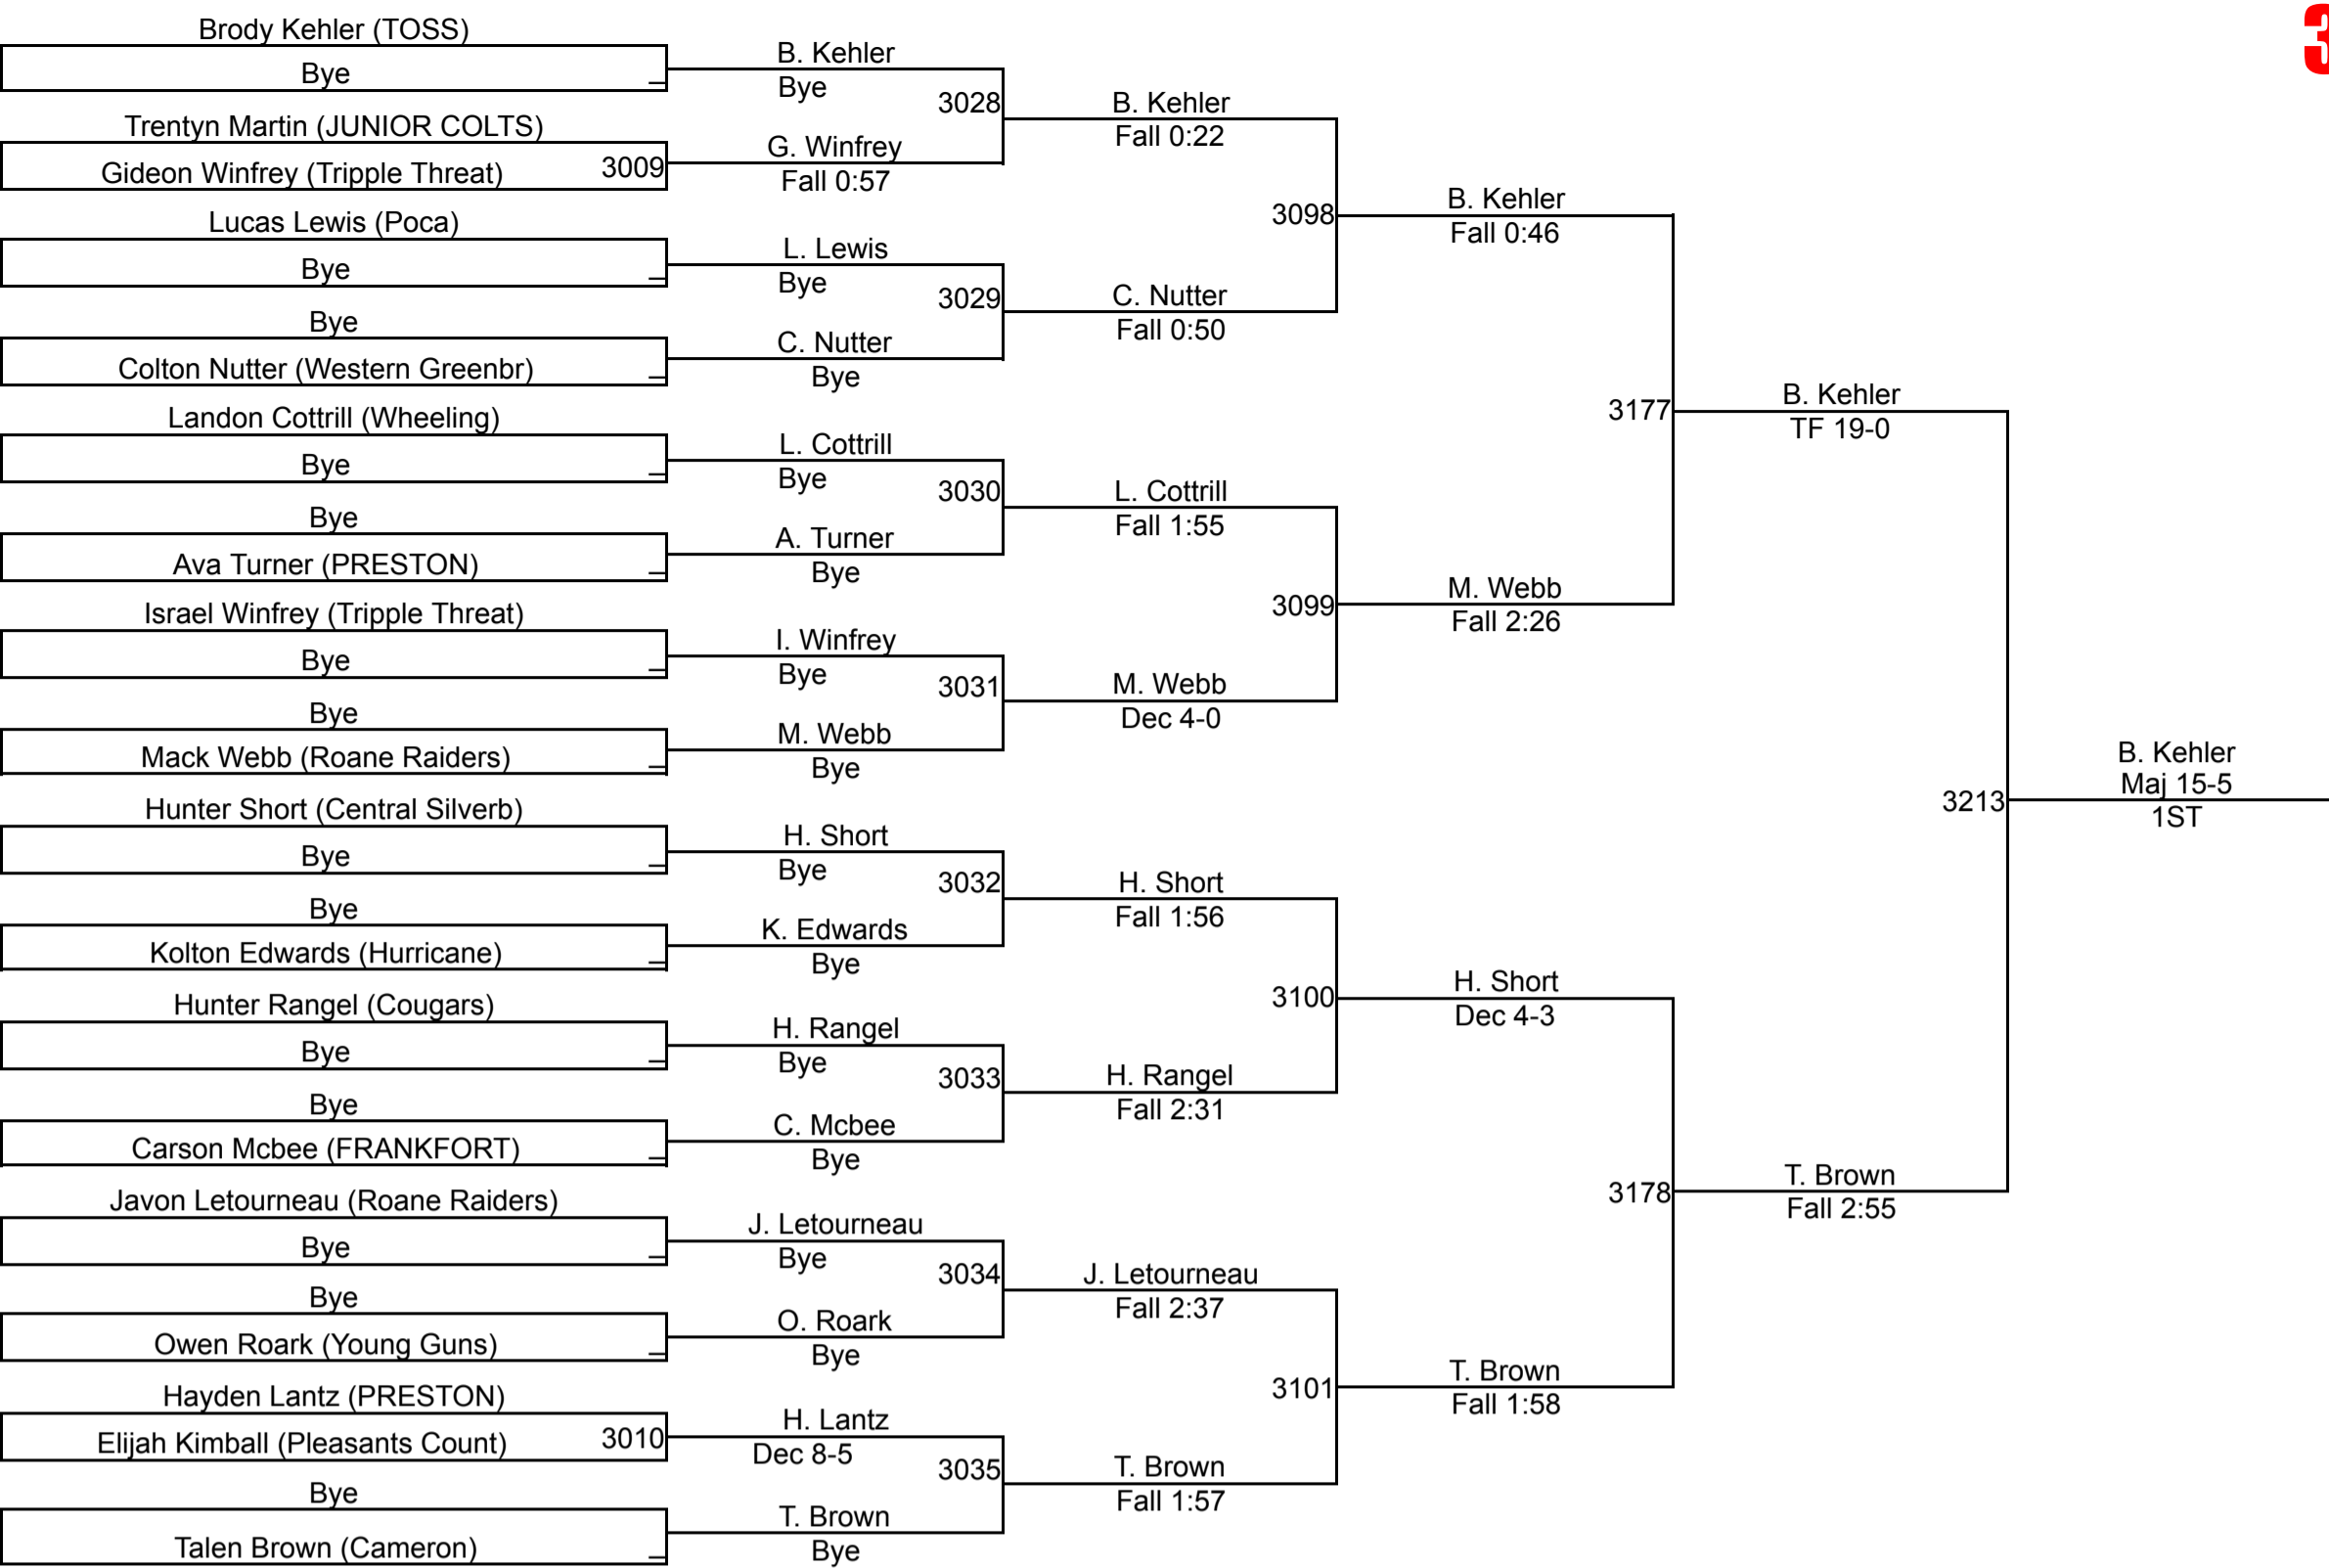 Brody Kehler (TOSS)
Bye
Trentyn Martin (JUNIOR COLTS)
Gideon Winfrey (Tripple Threat) 3009
Lucas Lewis (Poca)
Bye
Bye
Colton Nutter (Western Greenbr)
Landon Cottrill (Wheeling)
Bye
Bye
Ava Turner (PRESTON)
Israel Winfrey (Tripple Threat)
Bye
Bye
Mack Webb (Roane Raiders)
Hunter Short (Central Silverb)
Bye
Bye
Kolton Edwards (Hurricane)
Hunter Rangel (Cougars)
Bye
Bye
Carson Mcbee (FRANKFORT)
Javon Letourneau (Roane Raiders)
Bye
Bye
Owen Roark (Young Guns)
Hayden Lantz (PRESTON)
Elijah Kimball (Pleasants Count) 3010
Bye
Talen Brown (Cameron)
B. Kehler
Bye
3028
G. Winfrey
Fall 0:57
L. Lewis
Bye
3029
C. Nutter
Bye
L. Cottrill
Bye
3030
A. Turner
Bye
I. Winfrey
Bye
3031
M. Webb
Bye
H. Short
Bye
3032
K. Edwards
Bye
H. Rangel
Bye
3033
C. Mcbee
Bye
J. Letourneau
Bye
3034
O. Roark
Bye
H. Lantz
Dec 8-5
3035
T. Brown
Bye
B. Kehler
Fall 0:22
3098
C. Nutter
Fall 0:50
L. Cottrill
Fall 1:55
3099
M. Webb
Dec 4-0
H. Short
Fall 1:56
3100
H. Rangel
Fall 2:31
J. Letourneau
Fall 2:37
3101
T. Brown
Fall 1:57
B. Kehler
Fall 0:46
3177
M. Webb
Fall 2:26
H. Short
Dec 4-3
3178
T. Brown
Fall 1:58
B. Kehler
TF 19-0
3213
T. Brown
Fall 2:55
B. Kehler
Maj 15-5
1ST